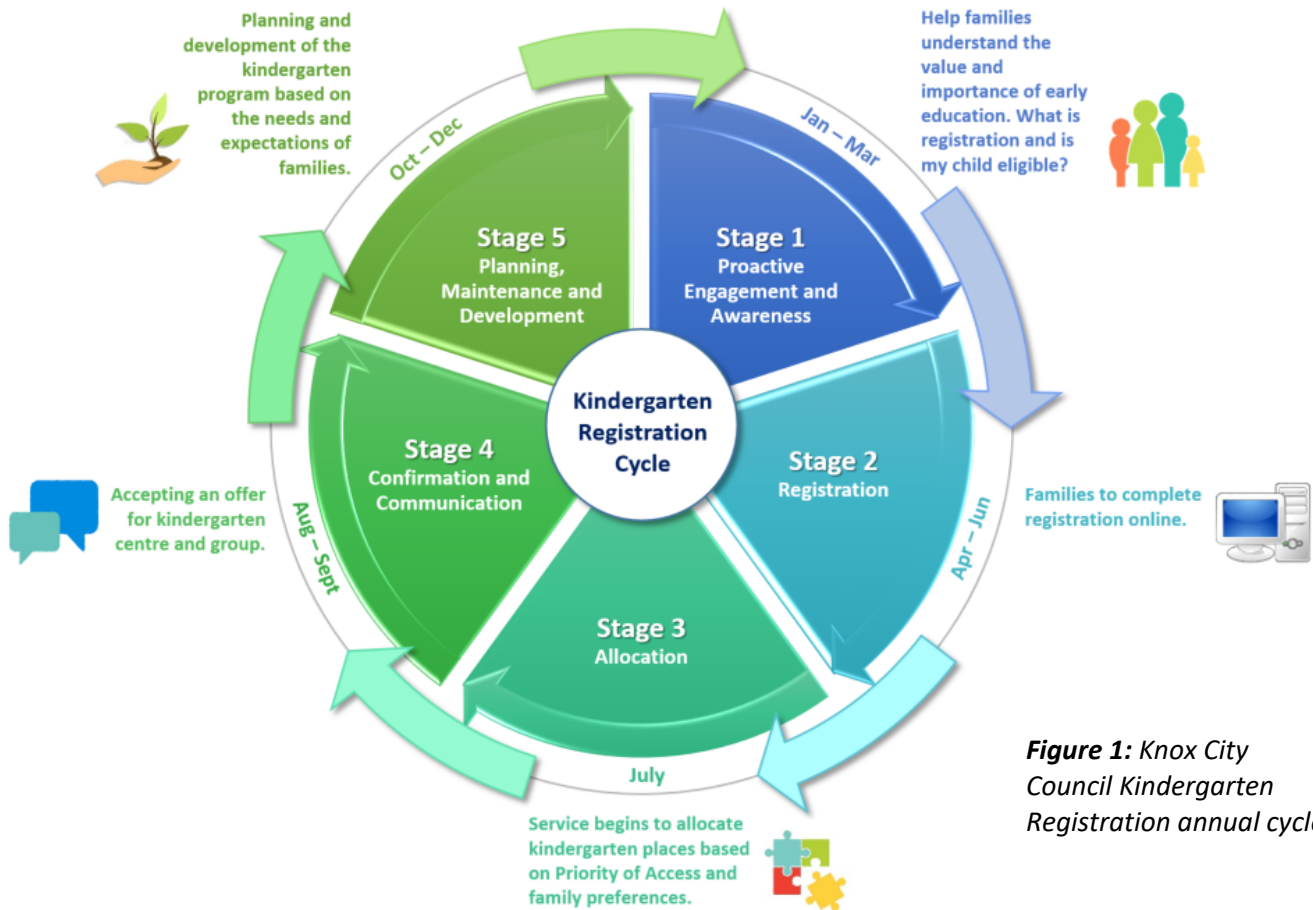 Planning and
development of the
kindergarten
program based on
the needs and
expectations of
families.
Oct – Dec
Stage 5
Planning,
Maintenance and
Development
Help families
understand the
value and
importance of early
education. What is
registration and is
my child eligible?
Jan – Mar
Stage 1
Proactive
Engagement and
Awareness
Kindergarten
Registration
Cycle
Stage 2
Registration
Apr – Jun
Families to complete
registration online.
Stage 3
Allocation
July
Service begins to allocate
kindergarten places based
on Priority of Access and
family preferences.
Stage 4
Confirmation and
Communication
Aug – Sept
Accepting an offer
for kindergarten
centre and group.
Figure 1: Knox City
Council Kindergarten
Registration annual cycle